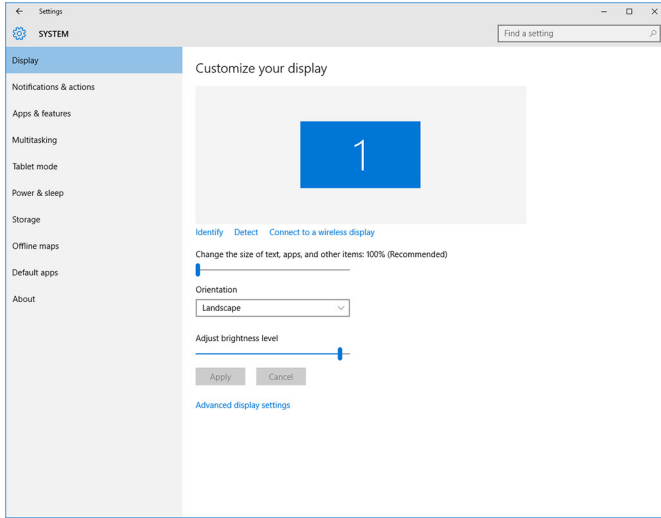 Settings
SYSTEM
Find a setting
Display
Notifications & actions
Apps & features
Multitasking
Tablet mode
Power & sleep
Storage
Offline maps
Default apps
About
Customize your display
1
Identify Detect Connect to a wireless display
Change the size of text, apps, and other items: 100% (Recommended)
Orientation
Landscape
Adjust brightness level
Apply Cancel
Advanced display settings